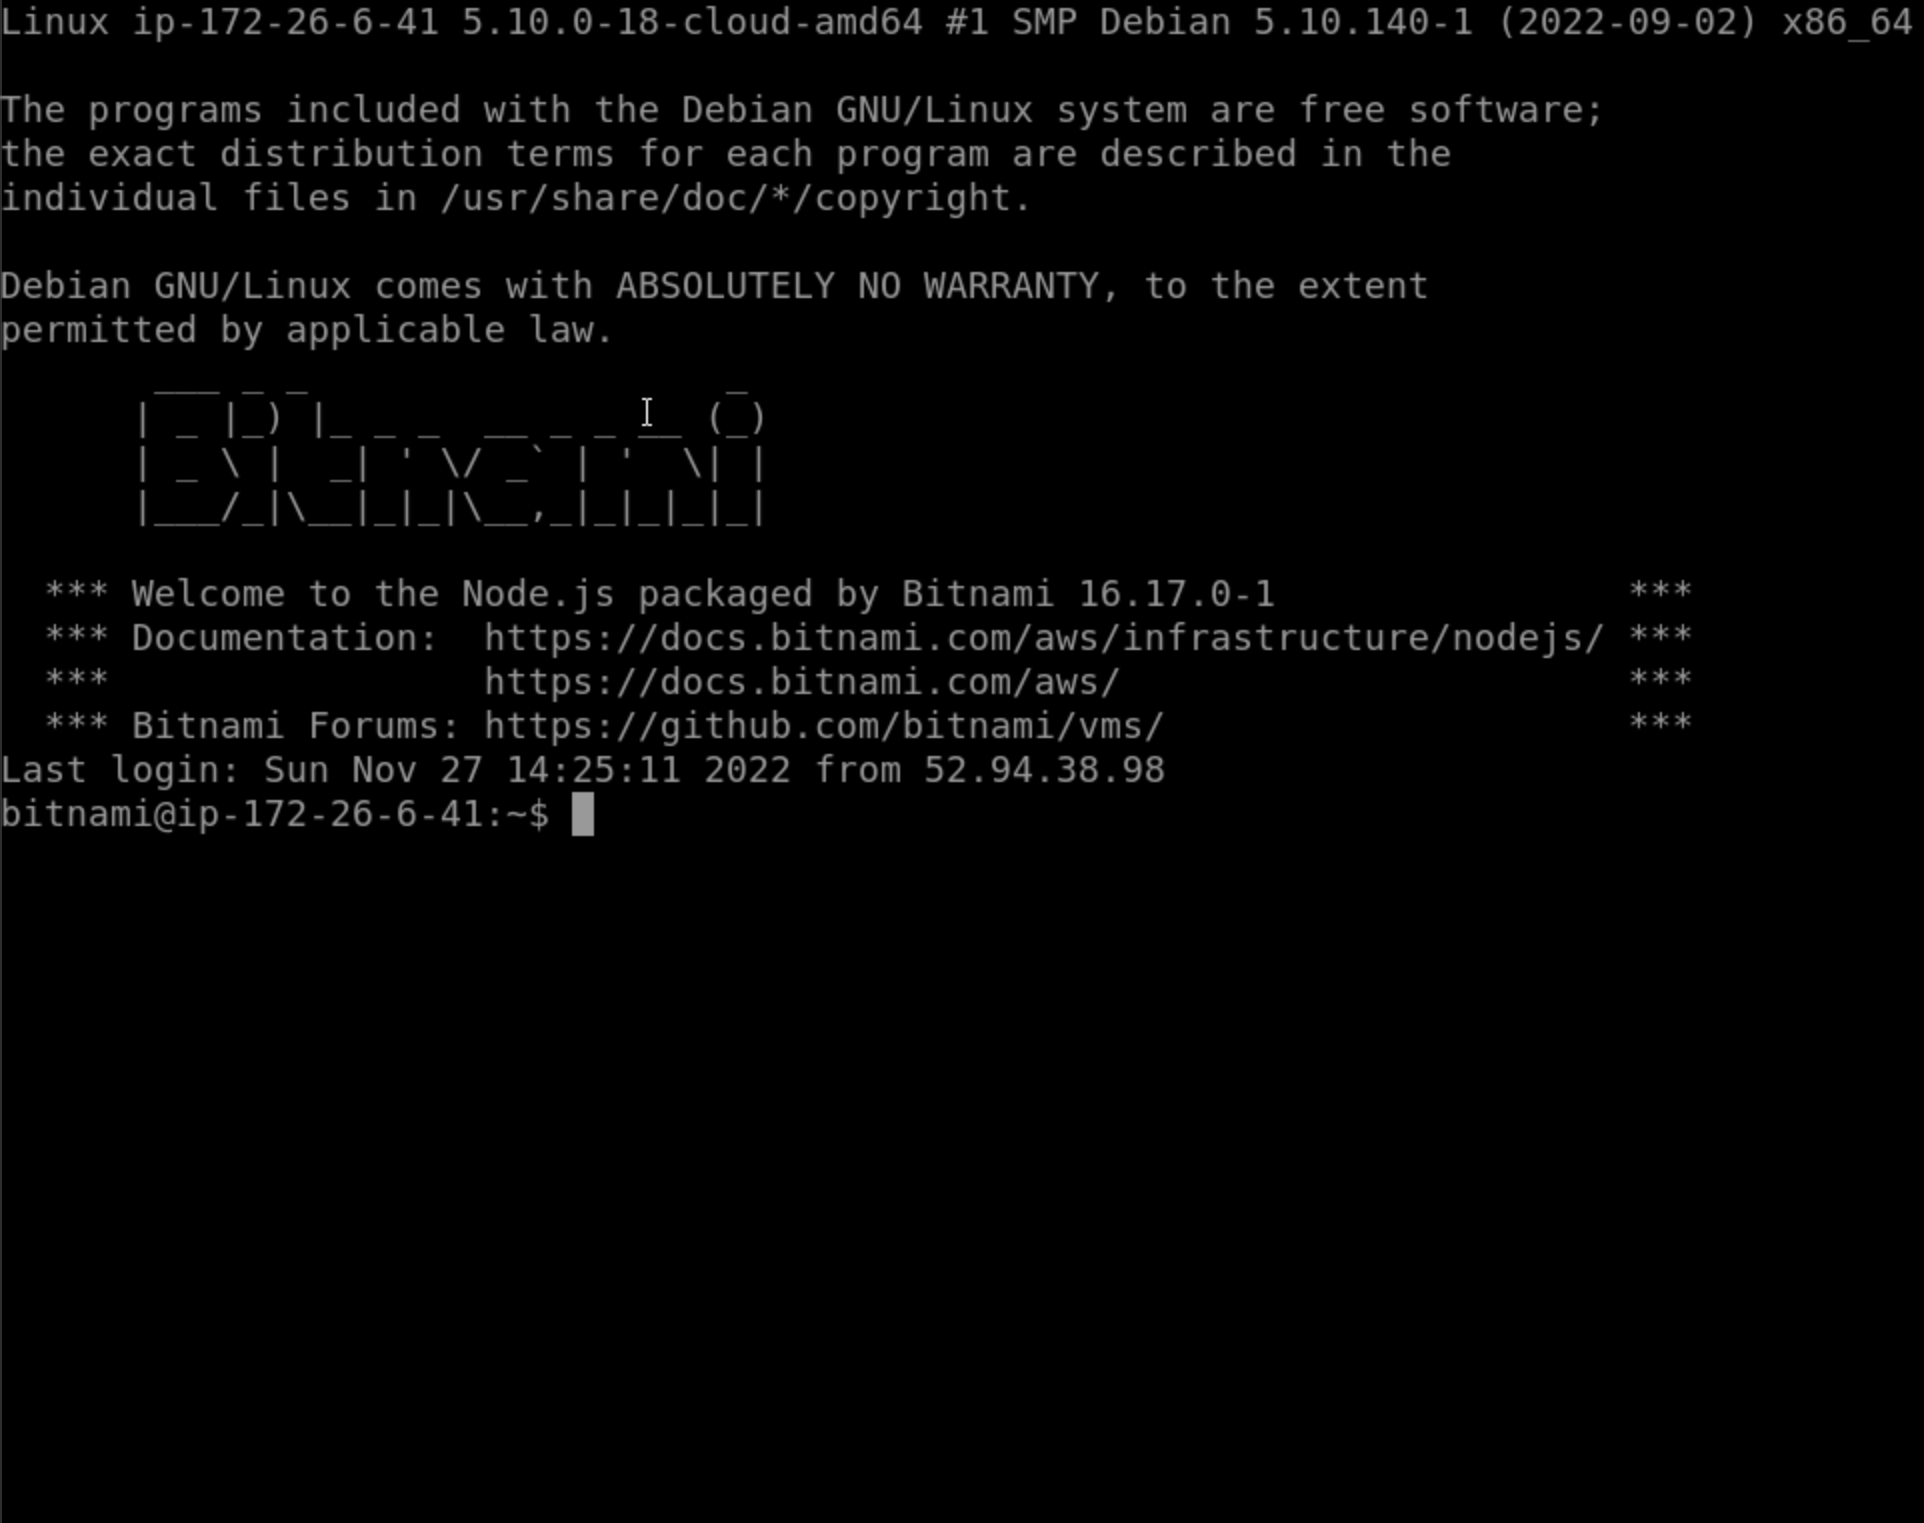 Linux ip-172-26-6-41 5.10.0-18-cloud-amd64 #1 SMP Debian 5.10.140-1 (2022-09-02) x86_64
The programs included with the Debian GNU/Linux system are free software;
the exact distribution terms for each program are described in the
individual files in /usr/share/doc/*/copyright.
Debian GNU/Linux comes with ABSOLUTELY NO WARRANTY, to the extent
permitted by applicable law.
       ___ _ _                   _
      | _ |_) |_ _ _  __ _ _ __ (_)
      | _ \ |  _| ' \/ _` | '  \| |
      |___/_|\__|_|_|\__,_|_|_|_|_|
*** Welcome to the Node.js packaged by Bitnami 16.17.0-1 ***
*** Documentation: https://docs.bitnami.com/aws/infrastructure/nodejs/ ***
*** https://docs.bitnami.com/aws/ ***
*** Bitnami Forums: https://github.com/bitnami/vms/ ***
Last login: Sun Nov 27 14:25:11 2022 from 52.94.38.98
bitnami@ip-172-26-6-41:~$